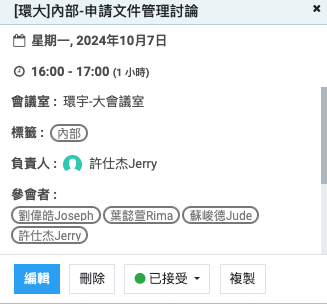 [環大]內部-申請文件管理討論
×
星期一, 2024年10月7日
16:00 - 17:00 (1 小時)
會議室： 環宇-大會議室
標籤： 內部
負責人： 許仕杰Jerry
參會者：
劉偉皓Joseph 葉懿萱Rima 蘇峻德Jude
許仕杰Jerry
編輯 刪除 已接受 複製